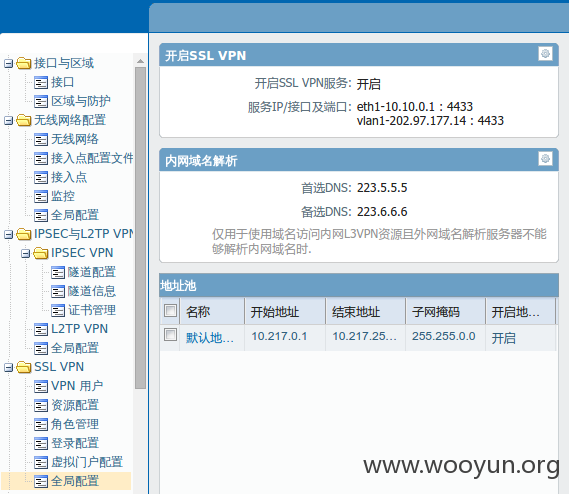 接口与区域
接口
区域与防护
无线网络配置
无线网络
接入点配置文件
接入点
监控
全局配置
IPSEC与L2TP VPN
IPSEC VPN
隧道配置
隧道信息
证书管理
L2TP VPN
全局配置
SSL VPN
VPN 用户
资源配置
角色管理
登录配置
虚拟门户配置
全局配置
开启SSL VPN
开启SSL VPN服务: 开启
服务IP/接口及端口: eth1-10.10.0.1 : 4433
vlan1-202.97.177.14 : 4433
内网域名解析
首选DNS: 223.5.5.5
备选DNS: 223.6.6.6
仅用于使用域名访问内网L3VPN资源且外网域名解析服务器不能
够解析内网域名时.
地址池
名称 开始地址 结束地址 子网掩码 开启地...
默认地... 10.217.0.1 10.217.25... 255.255.0.0 开启
www.wooyun.org